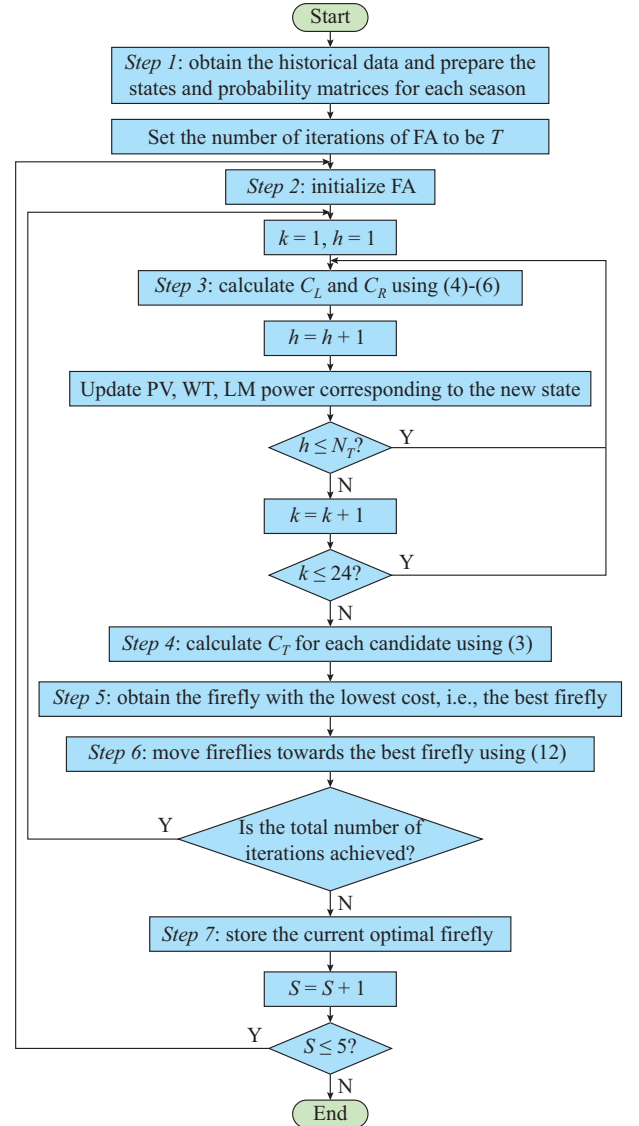 Start
Step 1: obtain the historical data and prepare the
states and probability matrices for each season
Set the number of iterations of FA to be T
Step 2: initialize FA
k = 1, h = 1
Step 3: calculate C_L and C_R using (4)-(6)
h = h + 1
Update PV, WT, LM power corresponding to the new state
h ≤ N_T?
Y
N
k = k + 1
k ≤ 24?
Y
N
Step 4: calculate C_T for each candidate using (3)
Step 5: obtain the firefly with the lowest cost, i.e., the best firefly
Step 6: move fireflies towards the best firefly using (12)
Y
Is the total number of
iterations achieved?
N
Step 7: store the current optimal firefly
S = S + 1
Y
S ≤ 5?
N
End